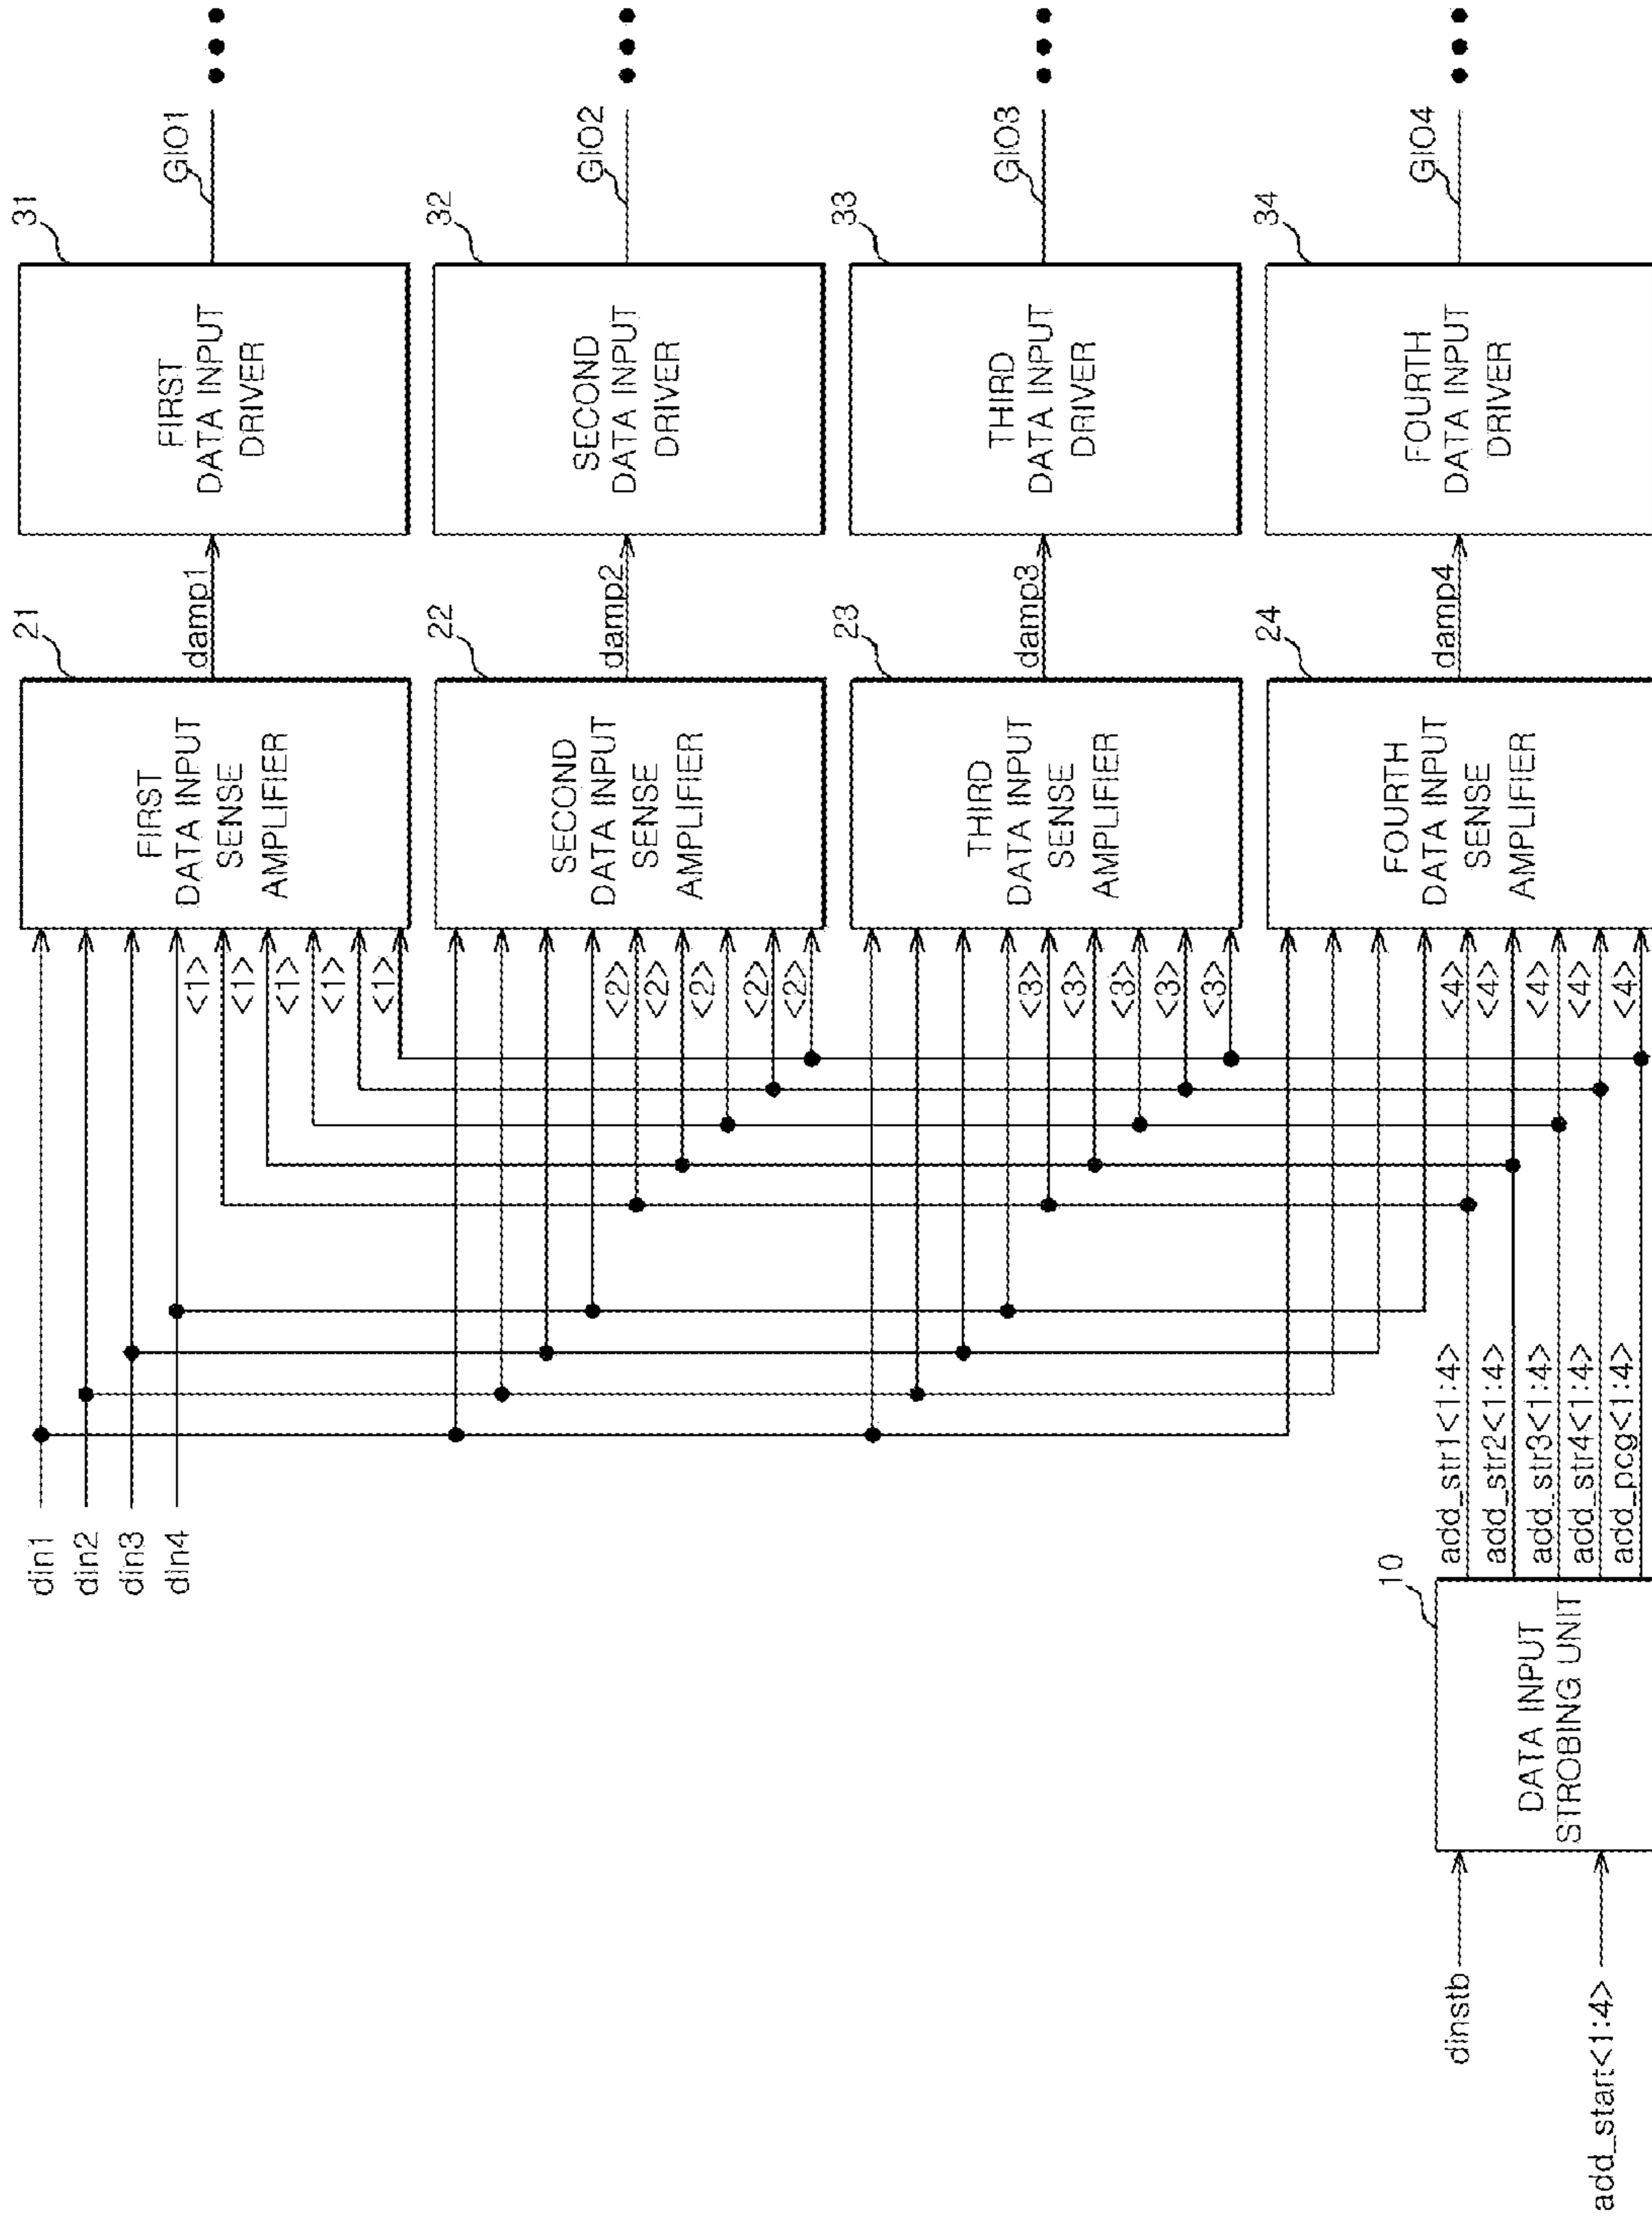 din1
din2
din3
din4
<1>
<1>
<1>
<1>
<1>
21
FIRST
DATA INPUT
SENSE
AMPLIFIER
damp1
31
FIRST
DATA INPUT
DRIVER
GIO1
<2>
<2>
<2>
<2>
<2>
22
SECOND
DATA INPUT
SENSE
AMPLIFIER
damp2
32
SECOND
DATA INPUT
DRIVER
GIO2
<3>
<3>
<3>
<3>
<3>
23
THIRD
DATA INPUT
SENSE
AMPLIFIER
damp3
33
THIRD
DATA INPUT
DRIVER
GIO3
<4>
<4>
<4>
<4>
<4>
24
FOURTH
DATA INPUT
SENSE
AMPLIFIER
damp4
34
FOURTH
DATA INPUT
DRIVER
GIO4
dinstb
add_start<1:4>
10
DATA INPUT
STROBING UNIT
add_str1<1:4>
add_str2<1:4>
add_str3<1:4>
add_str4<1:4>
add_pcg<1:4>